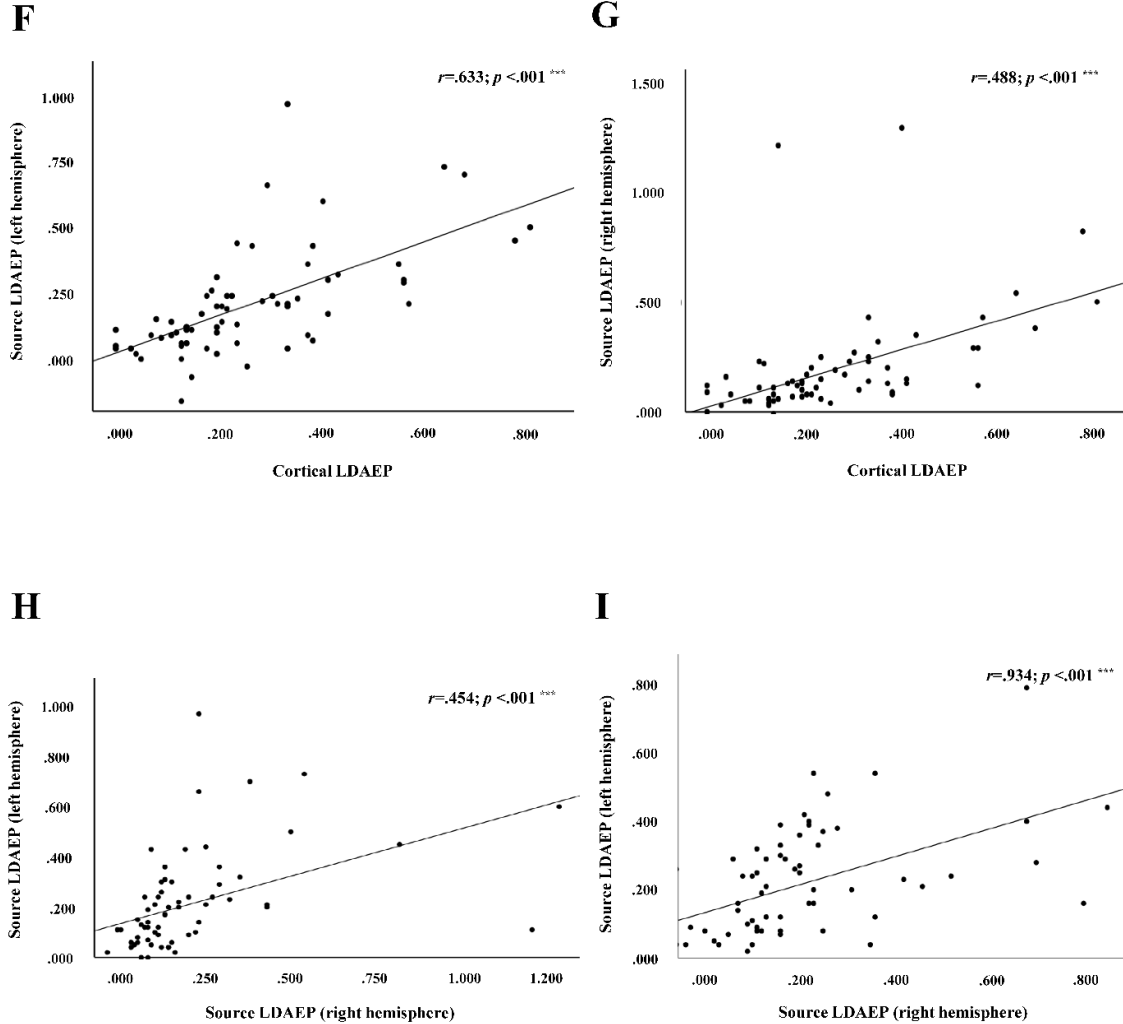 F
r=.633; p <.001 ***
1.000
.750
.500
.250
.000
Source LDAEP (left hemisphere)
.000 .200 .400 .600 .800
Cortical LDAEP
G
r=.488; p <.001 ***
1.500
1.000
.500
.000
Source LDAEP (right hemisphere)
.000 .200 .400 .600 .800
Cortical LDAEP
H
r=.454; p <.001 ***
1.000
.800
.600
.400
.200
.000
Source LDAEP (left hemisphere)
.000 .250 .500 .750 1.000 1.200
Source LDAEP (right hemisphere)
I
r=.934; p <.001 ***
.800
.600
.400
.200
.000
Source LDAEP (left hemisphere)
.000 .200 .400 .600 .800
Source LDAEP (right hemisphere)